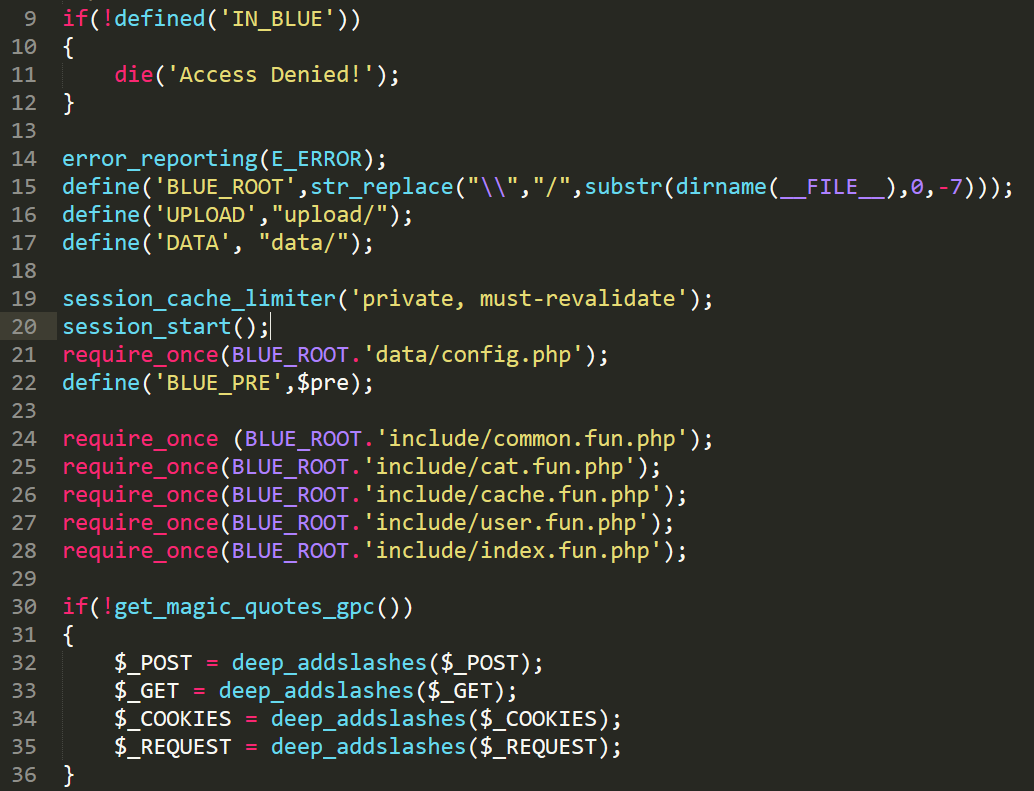 9 if(!defined('IN_BLUE'))
10 {
11     die('Access Denied!');
12 }
13
14 error_reporting(E_ERROR);
15 define('BLUE_ROOT',str_replace("\\","/",substr(dirname(__FILE__),0,-7)));
16 define('UPLOAD',"upload/");
17 define('DATA', "data/");
18
19 session_cache_limiter('private, must-revalidate');
20 session_start();
21 require_once(BLUE_ROOT.'data/config.php');
22 define('BLUE_PRE',$pre);
23
24 require_once (BLUE_ROOT.'include/common.fun.php');
25 require_once(BLUE_ROOT.'include/cat.fun.php');
26 require_once(BLUE_ROOT.'include/cache.fun.php');
27 require_once(BLUE_ROOT.'include/user.fun.php');
28 require_once(BLUE_ROOT.'include/index.fun.php');
29
30 if(!get_magic_quotes_gpc())
31 {
32     $_POST = deep_addslashes($_POST);
33     $_GET = deep_addslashes($_GET);
34     $_COOKIES = deep_addslashes($_COOKIES);
35     $_REQUEST = deep_addslashes($_REQUEST);
36 }